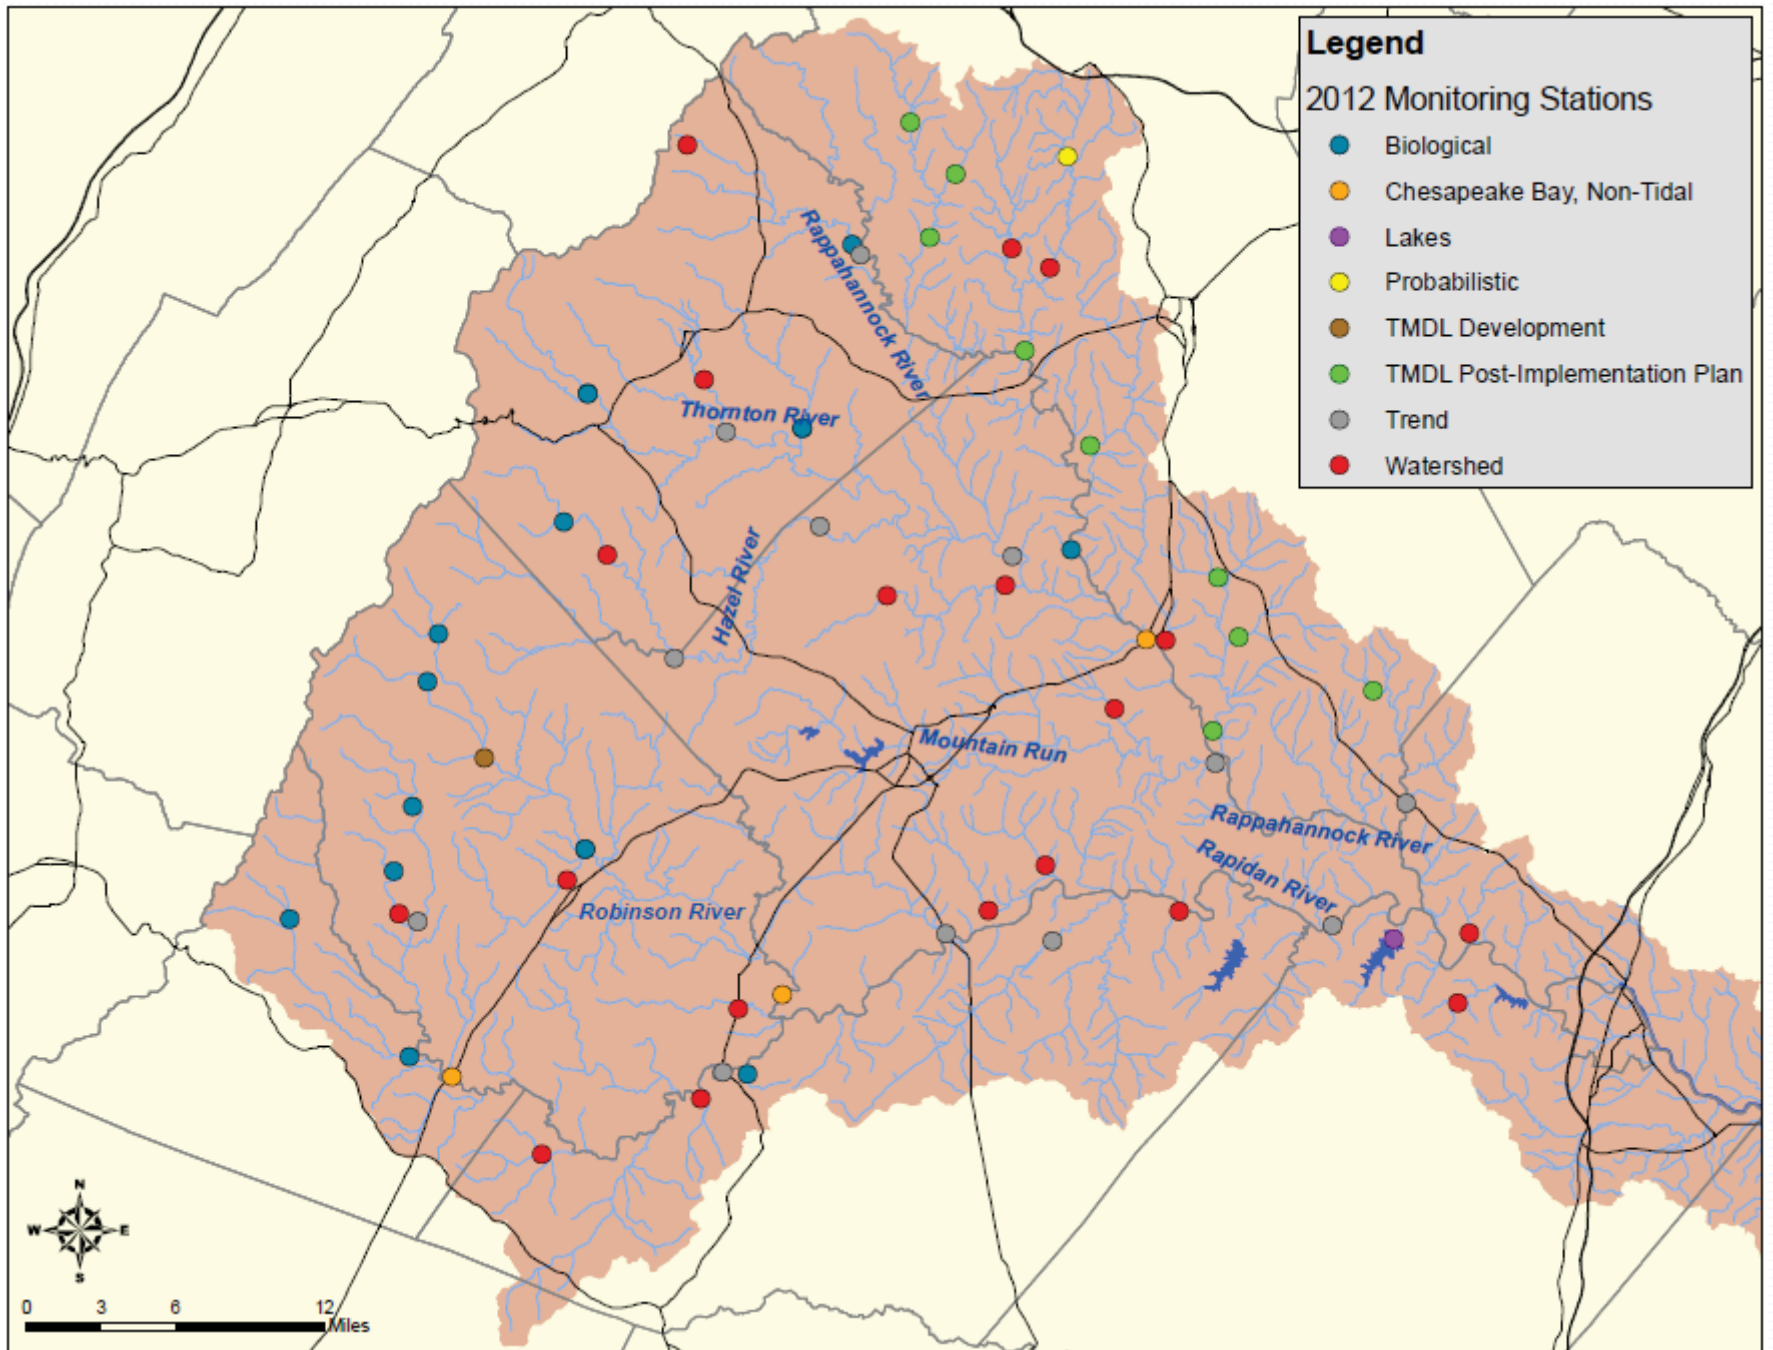 Legend
2012 Monitoring Stations
Biological
Chesapeake Bay, Non-Tidal
Lakes
Probabilistic
TMDL Development
TMDL Post-Implementation Plan
Trend
Watershed
Rappahannock River
Thornton River
Hazel River
Mountain Run
Rappahannock River
Rapidan River
Robinson River
N
W E
S
0 3 6 12
Miles